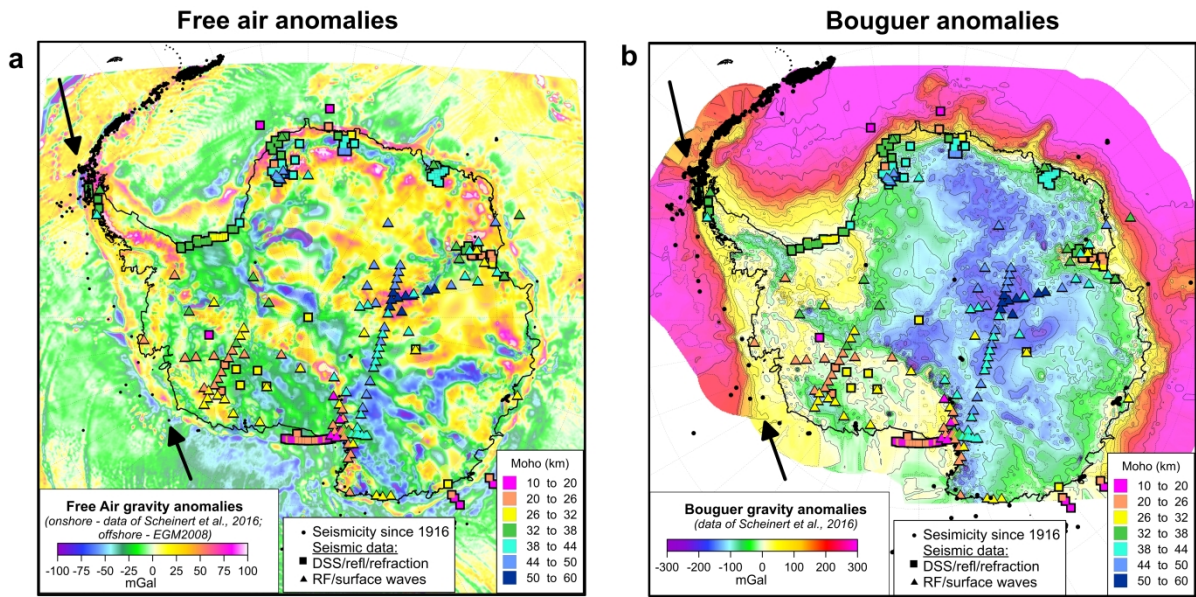 Free air anomalies
a
Free Air gravity anomalies
(onshore - data of Scheinert et al., 2016;
offshore - EGM2008)
-100 -75 -50 -25 0 25 50 75 100
mGal
• Seismicity since 1916
Seismic data:
DSS/refl/refraction
RF/surface waves
Moho (km)
10 to 20
20 to 26
26 to 32
32 to 38
38 to 44
44 to 50
50 to 60
Bouguer anomalies
b
Bouguer gravity anomalies
(data of Scheinert et al., 2016)
-300 -200 -100 0 100 200 300
mGal
• Sesimicity since 1916
Seismic data:
DSS/refl/refraction
RF/surface waves
Moho (km)
10 to 20
20 to 26
26 to 32
32 to 38
38 to 44
44 to 50
50 to 60